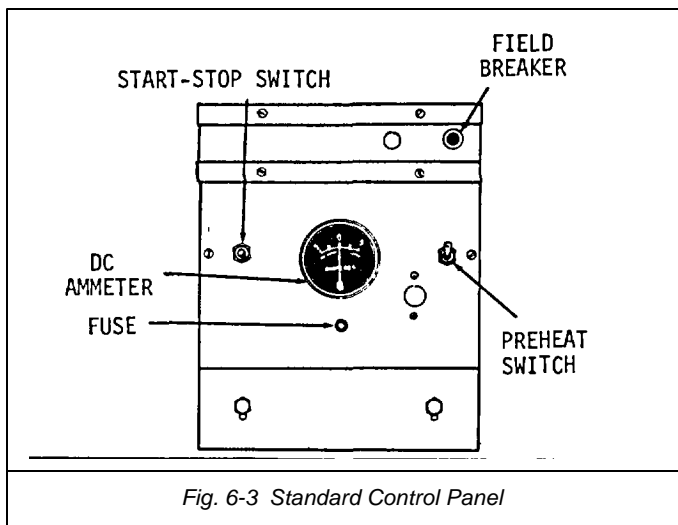 FIELD
BREAKER
START-STOP SWITCH
DC
AMMETER
FUSE
PREHEAT
SWITCH
Fig. 6-3 Standard Control Panel